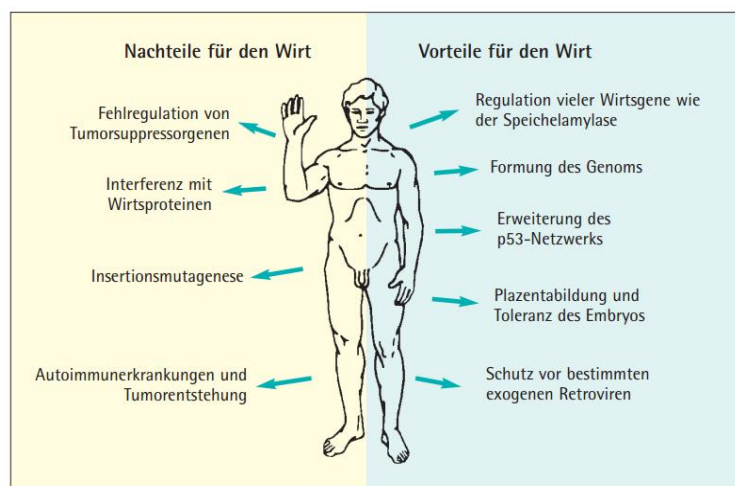 Nachteile für den Wirt
Fehlregulation von
Tumorsuppressorgenen
Interferenz mit
Wirtsproteinen
Insertionsmutagenese
Autoimmunerkrankungen und
Tumorentstehung
Vorteile für den Wirt
Regulation vieler Wirtsgene wie
der Speichelamylase
Formung des Genoms
Erweiterung des
p53-Netzwerks
Plazentabildung und
Toleranz des Embryos
Schutz vor bestimmten
exogenen Retroviren